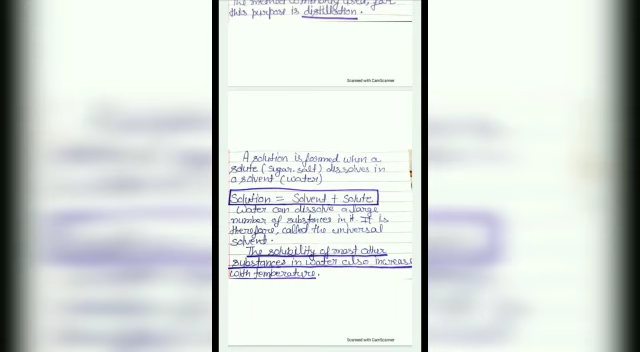 the method commonly used, for
this purpose is distillation.
Scanned with CamScanner
A solution is formed when a
solute (sugar, salt) dissolves in
a solvent (water)
Solution = Solvent + Solute
Water can dissolve a large
number of substances in it. It is
therefore, called the universal
solvent.
The solubility of most other
substances in water also increase
with temperature.
Scanned with CamScanner